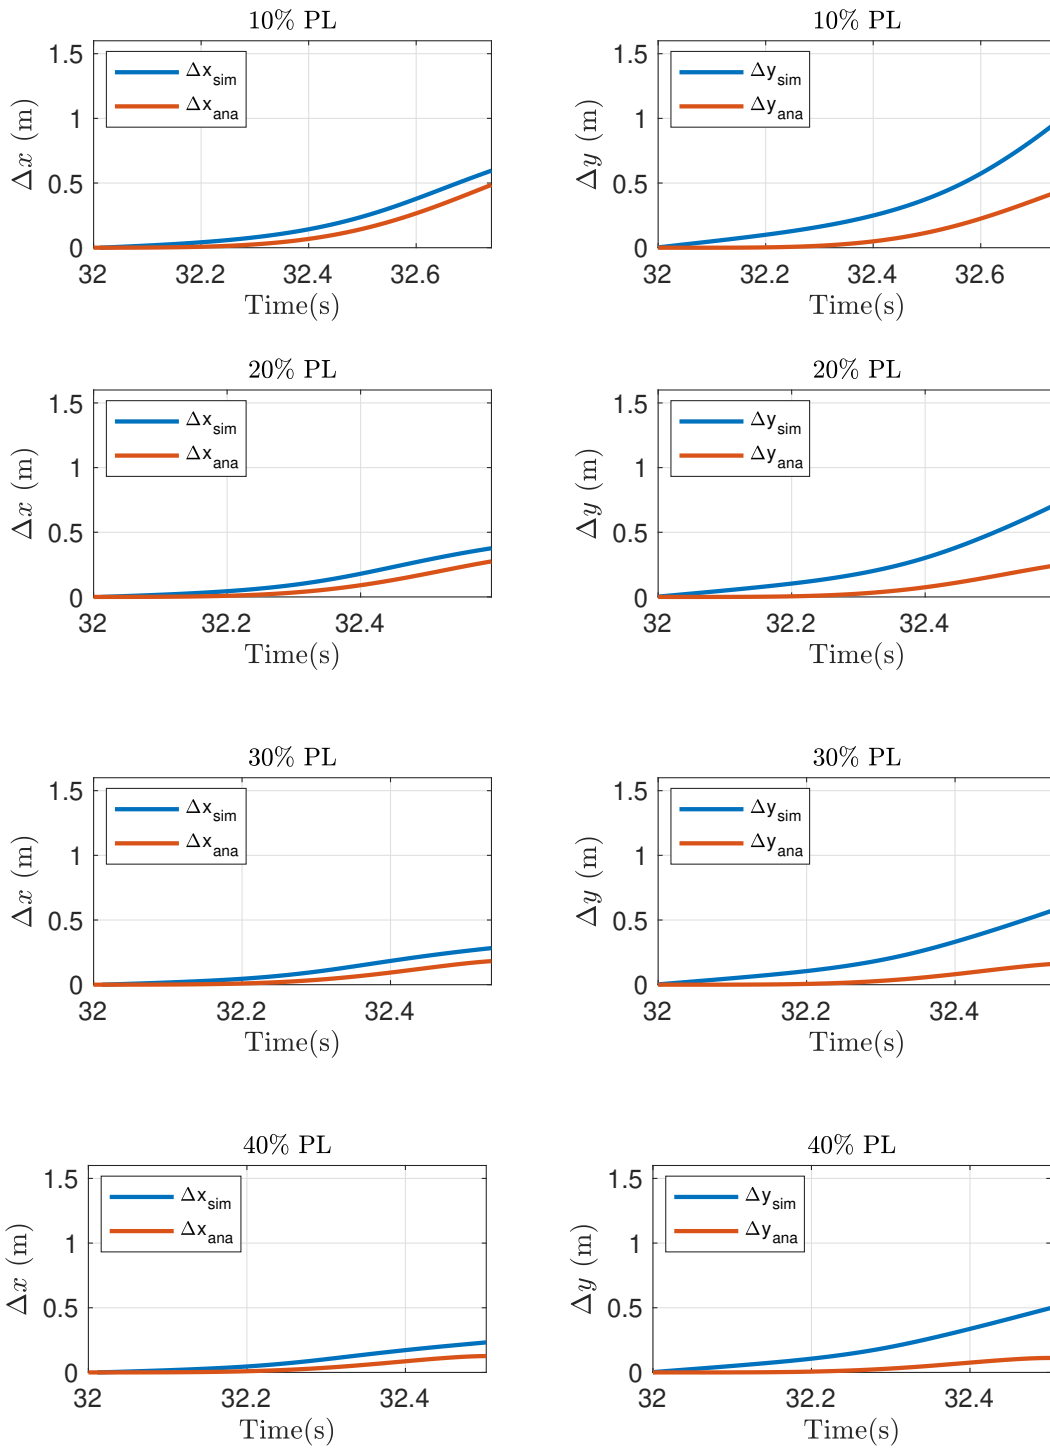 10% PL
Δx (m)
1.5
1
0.5
0
Δx_sim
Δx_ana
32
32.2
32.4
32.6
Time(s)
10% PL
Δy (m)
1.5
1
0.5
0
Δy_sim
Δy_ana
32
32.2
32.4
32.6
Time(s)
20% PL
Δx (m)
1.5
1
0.5
0
Δx_sim
Δx_ana
32
32.2
32.4
Time(s)
20% PL
Δy (m)
1.5
1
0.5
0
Δy_sim
Δy_ana
32
32.2
32.4
Time(s)
30% PL
Δx (m)
1.5
1
0.5
0
Δx_sim
Δx_ana
32
32.2
32.4
Time(s)
30% PL
Δy (m)
1.5
1
0.5
0
Δy_sim
Δy_ana
32
32.2
32.4
Time(s)
40% PL
Δx (m)
1.5
1
0.5
0
Δx_sim
Δx_ana
32
32.2
32.4
Time(s)
40% PL
Δy (m)
1.5
1
0.5
0
Δy_sim
Δy_ana
32
32.2
32.4
Time(s)